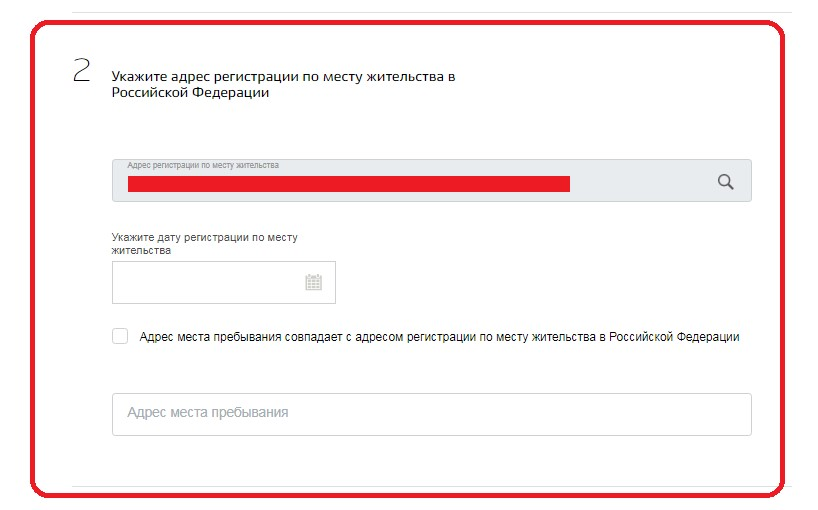 2
Укажите адрес регистрации по месту жительства в
Российской Федерации
Адрес регистрации по месту жительства
Укажите дату регистрации по месту
жительства
Адрес места пребывания совпадает с адресом регистрации по месту жительства в Российской Федерации
Адрес места пребывания